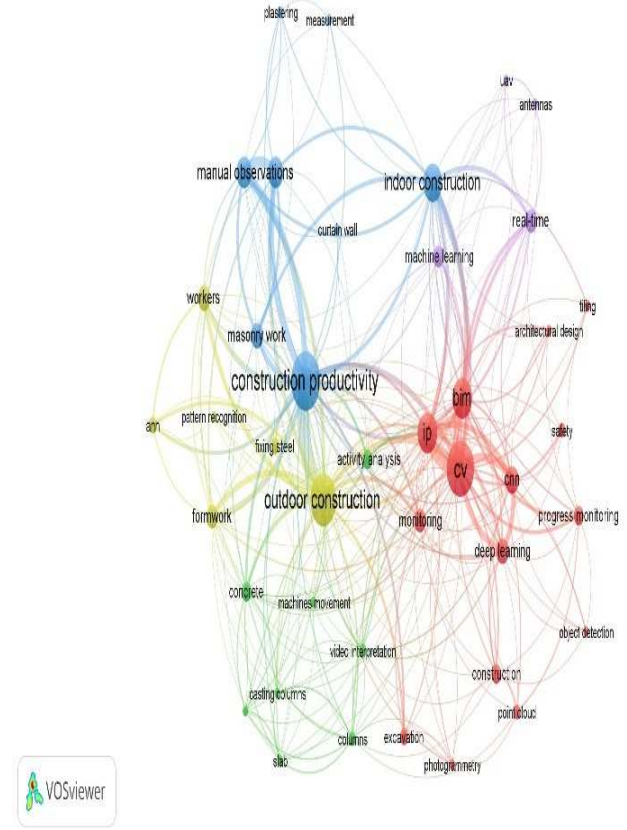 plastering
measurement
uav
antennas
manual observations
indoor construction
real-time
curtain wall
machine learning
workers
tiling
masonry work
architectural design
construction productivity
bim
pattern recognition
ann
ip
safety
fixing steel
activity analysis
cv
cnn
outdoor construction
formwork
monitoring
progress monitoring
deep learning
concrete
machines movement
object detection
video interpretation
construction
casting columns
point cloud
columns
excavation
slab
photogrammetry
VOSviewer